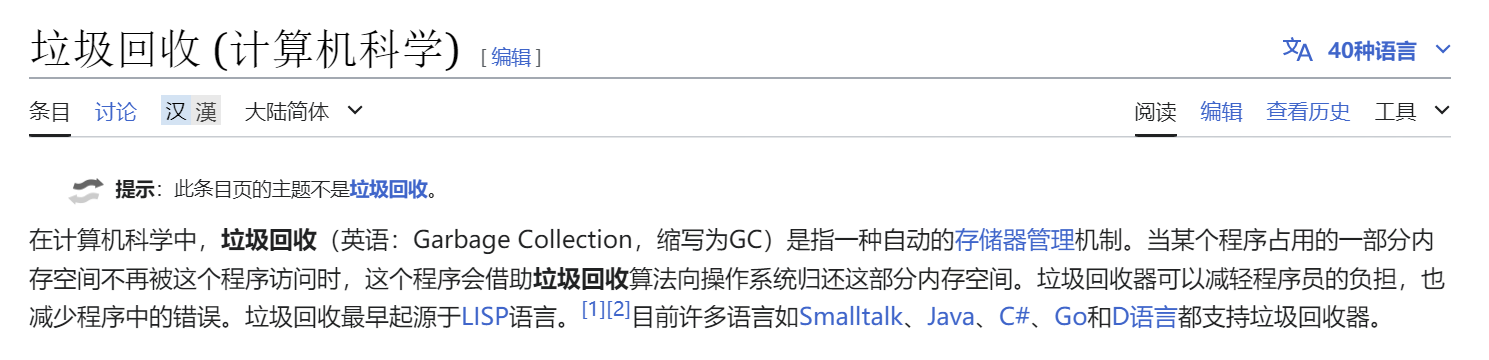 垃圾回收 (计算机科学) [ 编辑 ] 40种语言
条目 讨论 汉 漢 大陆简体 阅读 编辑 查看历史 工具
提示：此条目页的主题不是垃圾回收。
在计算机科学中，垃圾回收（英语：Garbage Collection，缩写为GC）是指一种自动的存储器管理机制。当某个程序占用的一部分内
存空间不再被这个程序访问时，这个程序会借助垃圾回收算法向操作系统归还这部分内存空间。垃圾回收器可以减轻程序员的负担，也
减少程序中的错误。垃圾回收最早起源于LISP语言。[1][2]目前许多语言如Smalltalk、Java、C#、Go和D语言都支持垃圾回收器。